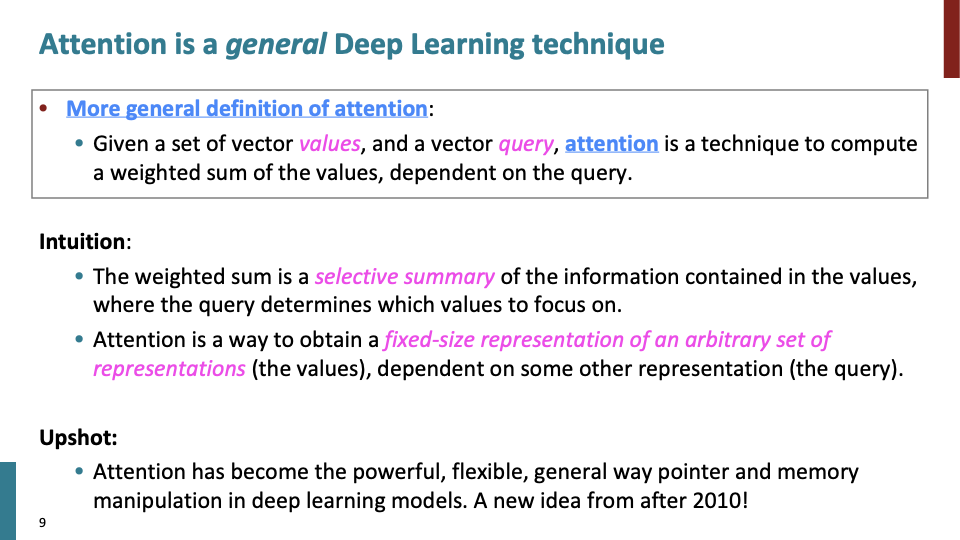 Attention is a general Deep Learning technique
• More general definition of attention:
• Given a set of vector values, and a vector query, attention is a technique to compute
a weighted sum of the values, dependent on the query.
Intuition:
• The weighted sum is a selective summary of the information contained in the values,
where the query determines which values to focus on.
• Attention is a way to obtain a fixed-size representation of an arbitrary set of
representations (the values), dependent on some other representation (the query).
Upshot:
• Attention has become the powerful, flexible, general way pointer and memory
manipulation in deep learning models. A new idea from after 2010!
9